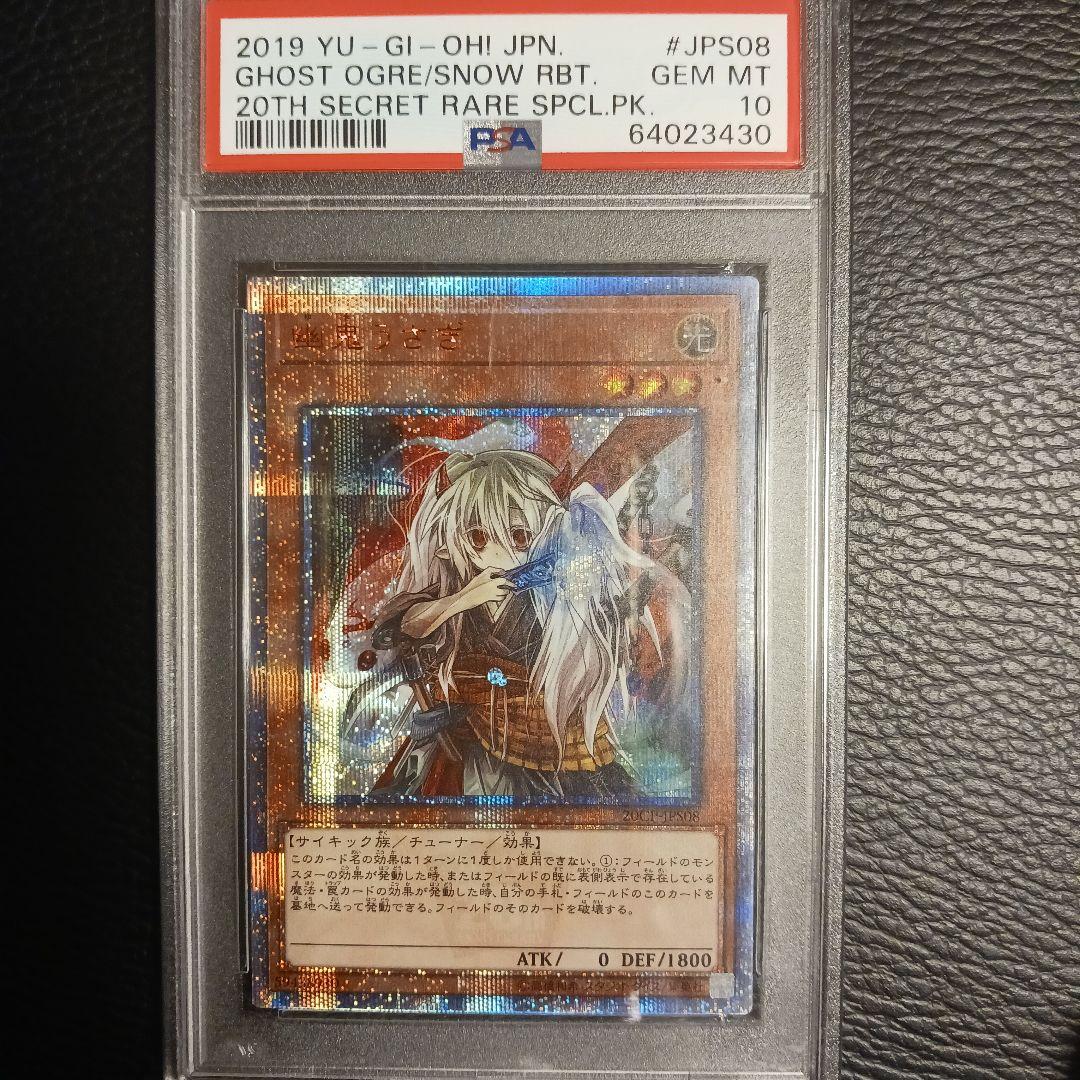 2019 YU-GI-OH! JPN. #JPS08
GHOST OGRE/SNOW RBT. GEM MT
20TH SECRET RARE SPCL.PK. 10
PSA 64023430
幽鬼うさぎ 光
20CP-JPS08
【サイキック族／チューナー／効果】
このカード名の効果は1ターンに1度しか使用できない。①:フィールドのモン
スターの効果が発動した時、またはフィールドの既に表側表示で存在している
魔法・罠カードの効果が発動した時、自分の手札・フィールドのこのカードを
墓地へ送って発動できる。フィールドのそのカードを破壊する。
ATK/ 0 DEF/1800